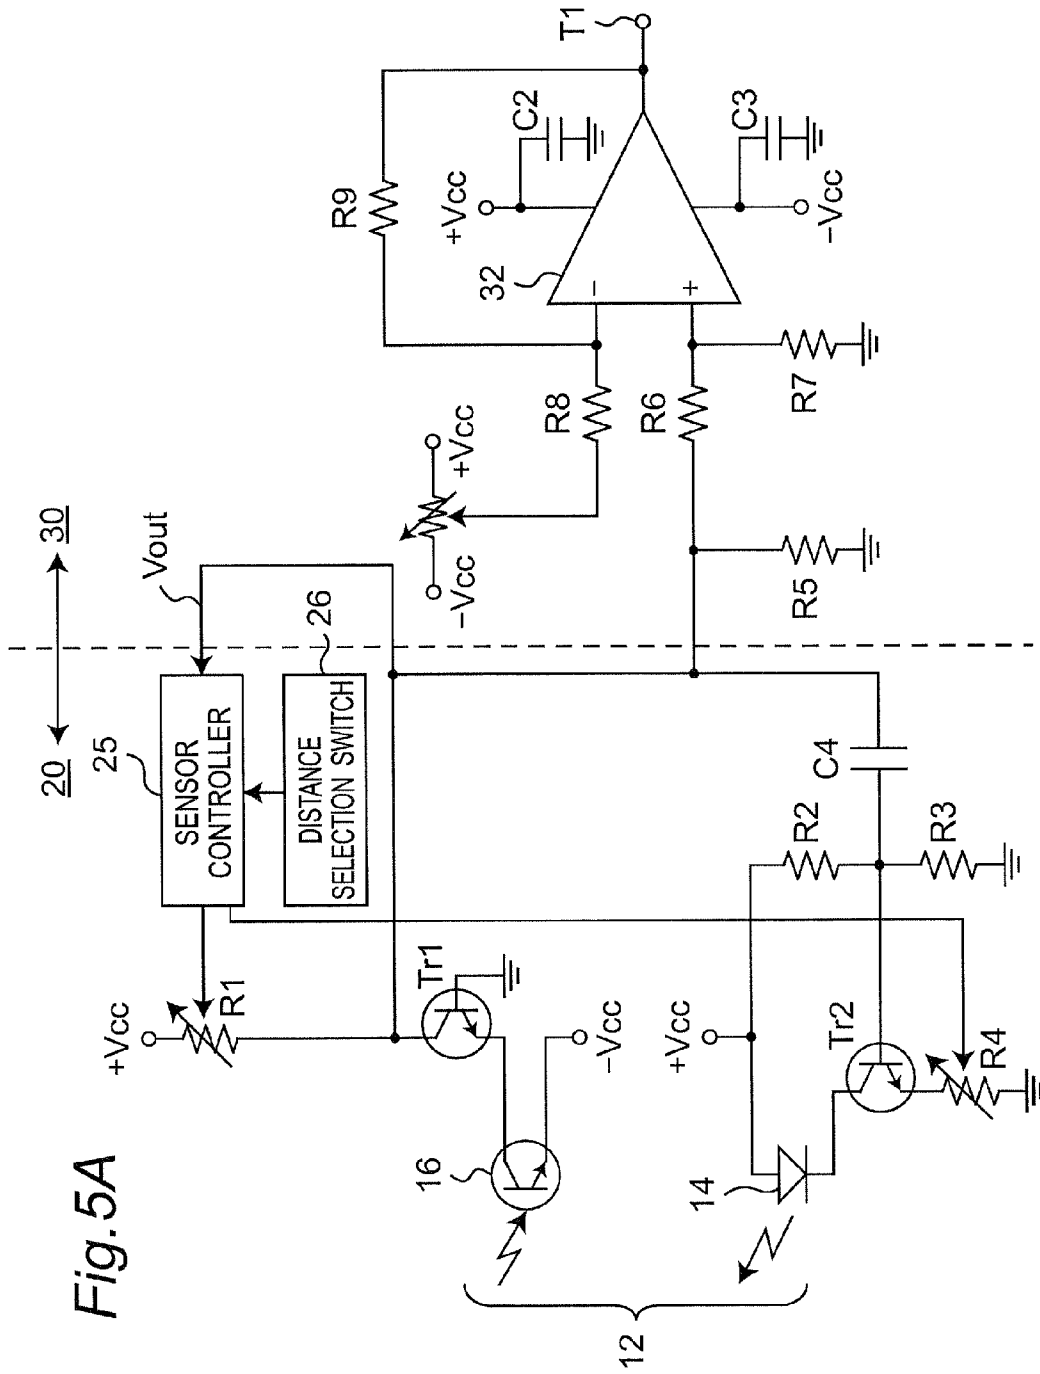 Fig.5A
20
30
Vout
25
SENSOR
CONTROLLER
26
DISTANCE
SELECTION SWITCH
+Vcc
R1
Tr1
16
−Vcc
12
14
+Vcc
Tr2
R4
R2
R3
C4
R5
−Vcc
+Vcc
R8
R6
R7
R9
32
−
+
+Vcc
C2
−Vcc
C3
T1